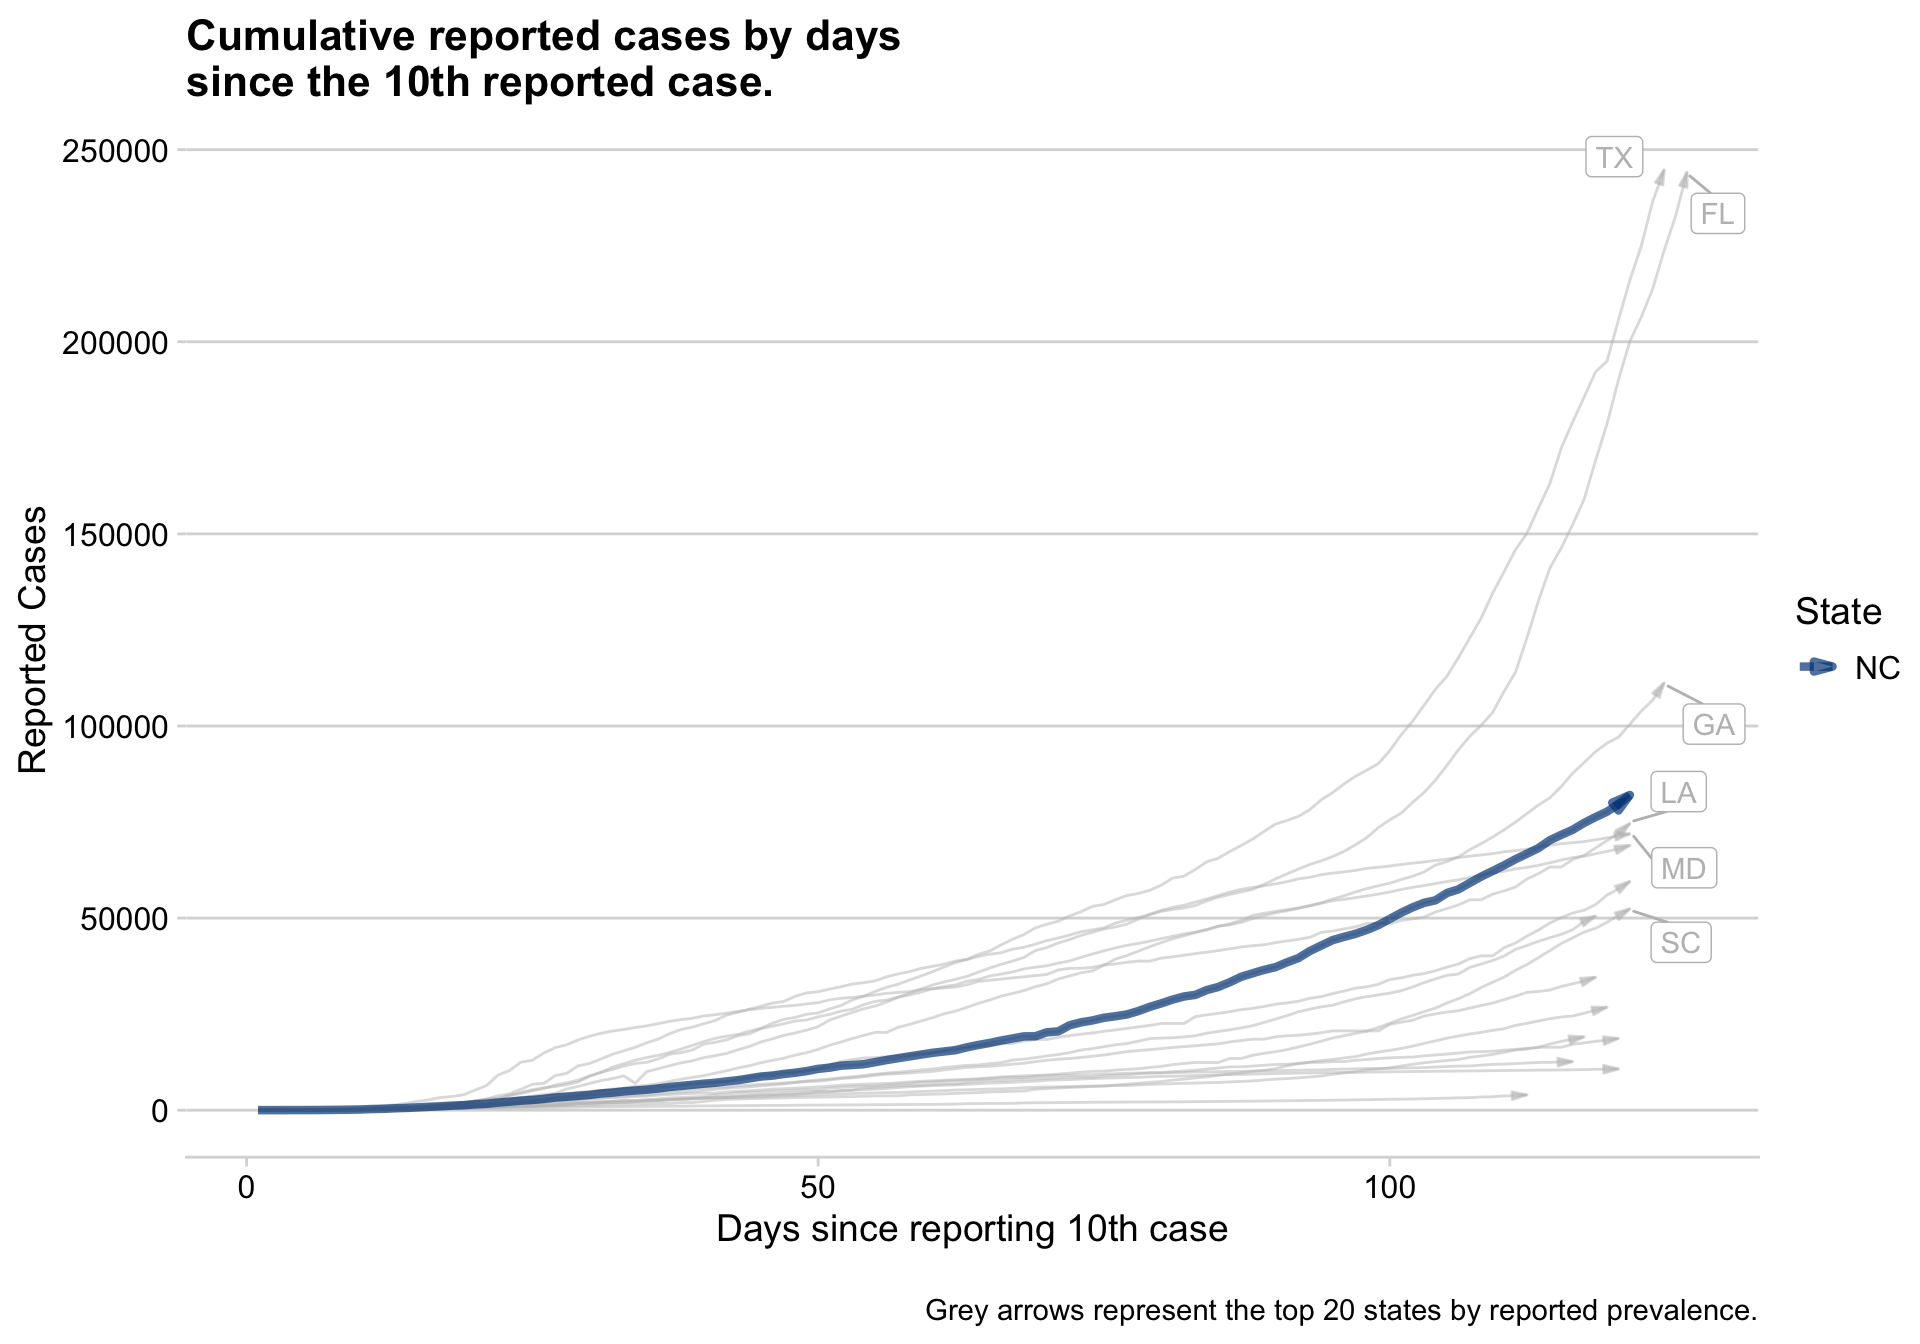 Cumulative reported cases by days
since the 10th reported case.
250000
200000
150000
100000
50000
0
Reported Cases
TX
FL
GA
LA
MD
SC
State
NC
0 50 100
Days since reporting 10th case
Grey arrows represent the top 20 states by reported prevalence.